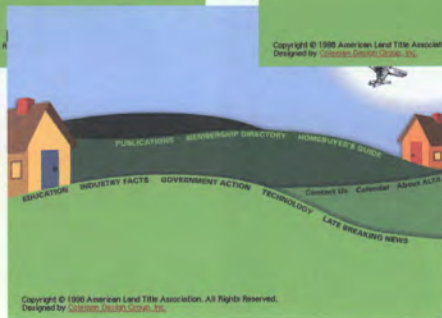 Copyright © 1998 American Land Title Associati
Designed by Coleman Design Group, Inc.
PUBLICATIONS MEMBERSHIP DIRECTORY HOMEBUYER'S GUIDE
EDUCATION INDUSTRY FACTS GOVERNMENT ACTION TECHNOLOGY LATE BREAKING NEWS
Contact Us Calendar About ALTA
Copyright © 1998 American Land Title Association. All Rights Reserved.
Designed by Coleman Design Group, Inc.